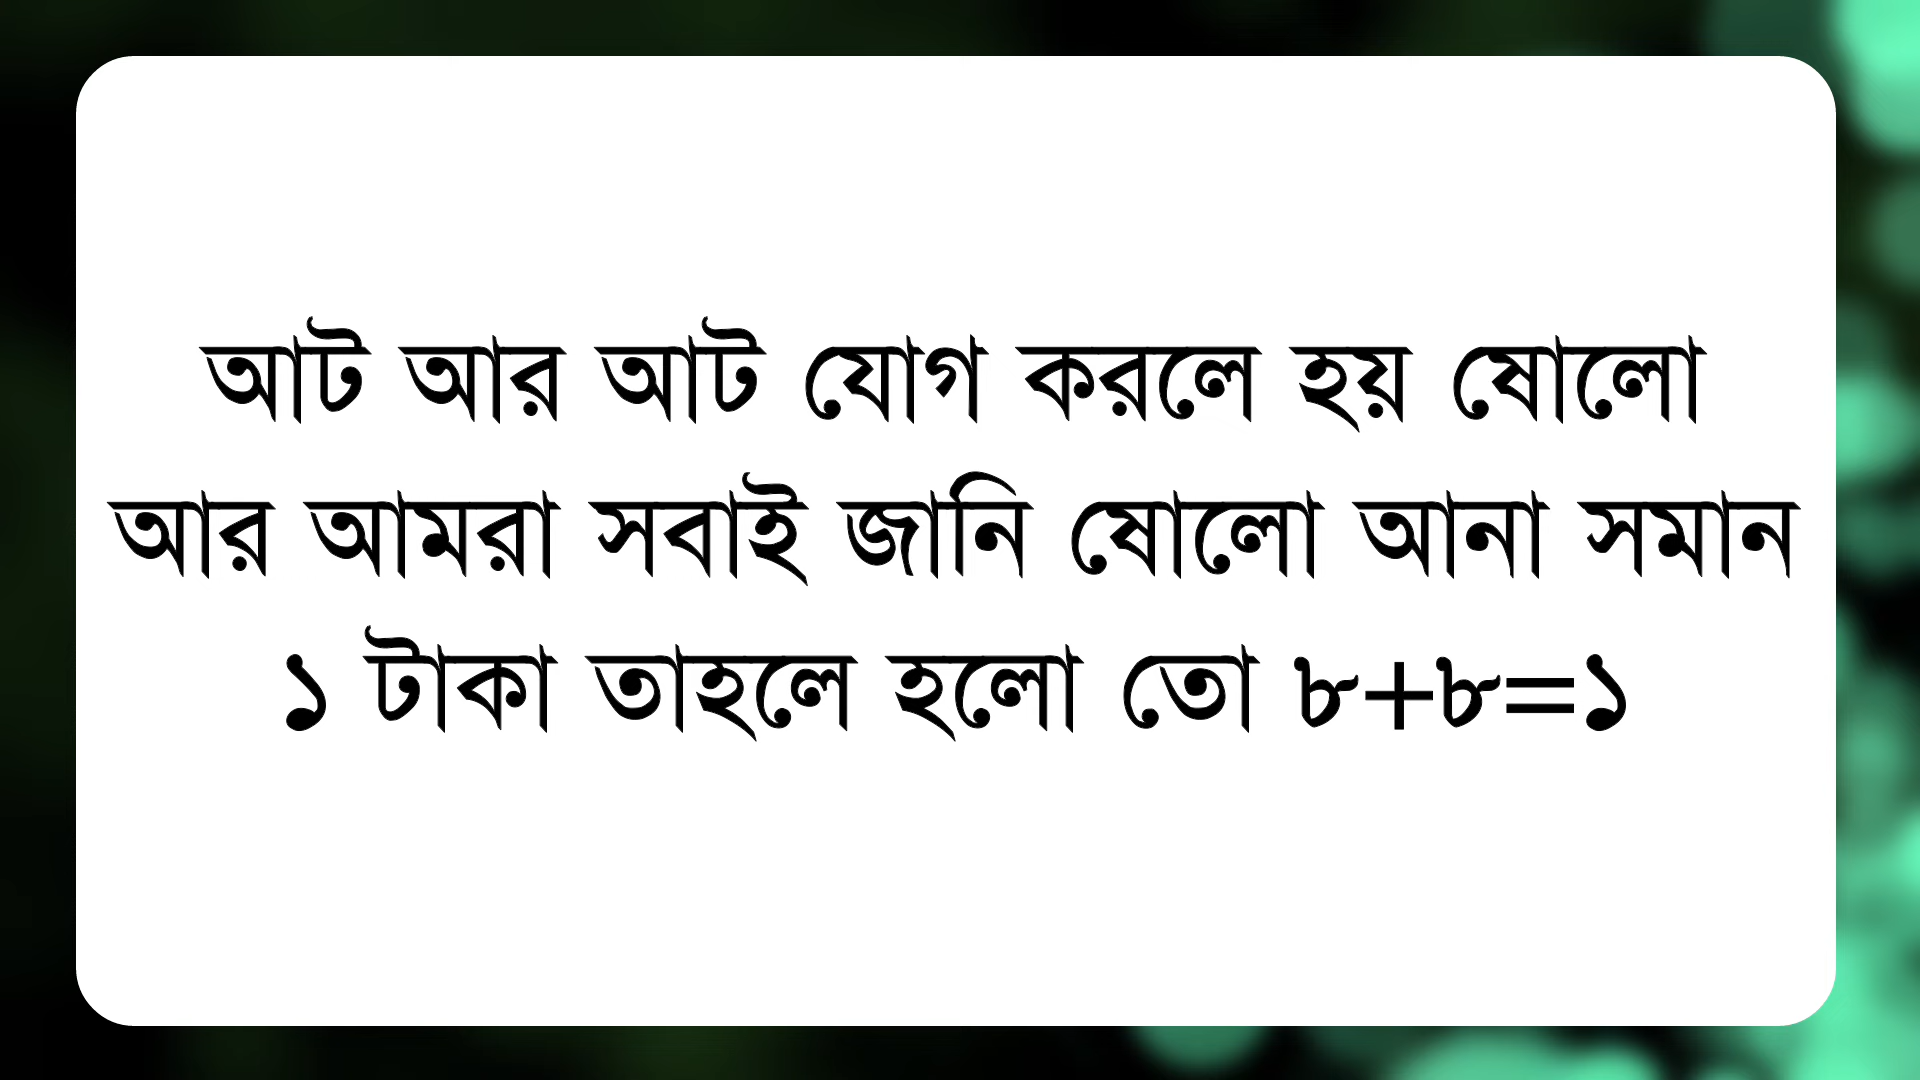 আট আর আট যোগ করলে হয় ষোলো
আর আমরা সবাই জানি ষোলো আনা সমান
১ টাকা তাহলে হলো তো ৮+৮=১